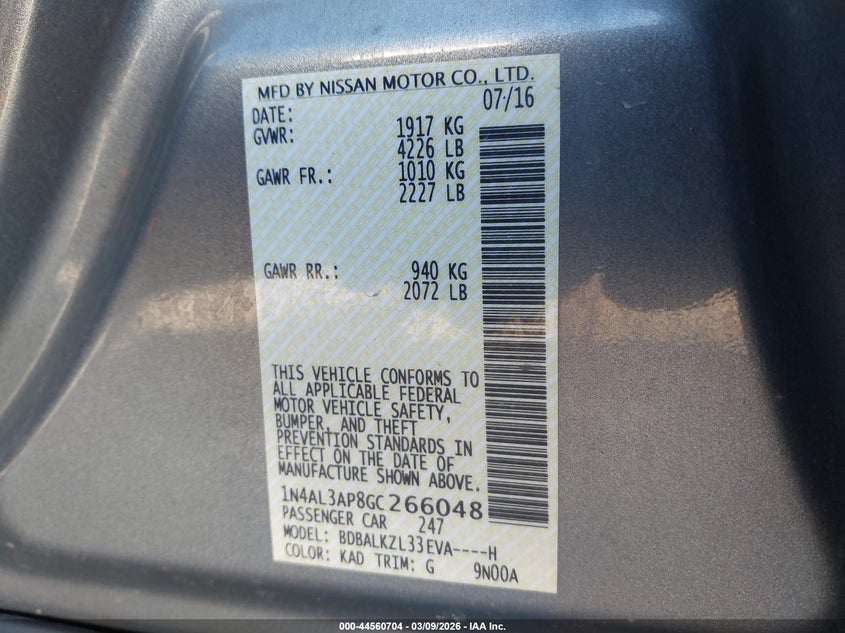 MFD BY NISSAN MOTOR CO., LTD.
DATE: 07/16
GVWR: 1917 KG
4226 LB
GAWR FR.: 1010 KG
2227 LB
GAWR RR.: 940 KG
2072 LB
THIS VEHICLE CONFORMS TO
ALL APPLICABLE FEDERAL
MOTOR VEHICLE SAFETY,
BUMPER, AND THEFT
PREVENTION STANDARDS IN
EFFECT ON THE DATE OF
MANUFACTURE SHOWN ABOVE.
1N4AL3AP8GC266048
PASSENGER CAR 247
MODEL: BDBALKZL33EVA----H
COLOR: KAD TRIM: G 9N00A
000-44560704 | 03/09/2026 - IAA Inc.